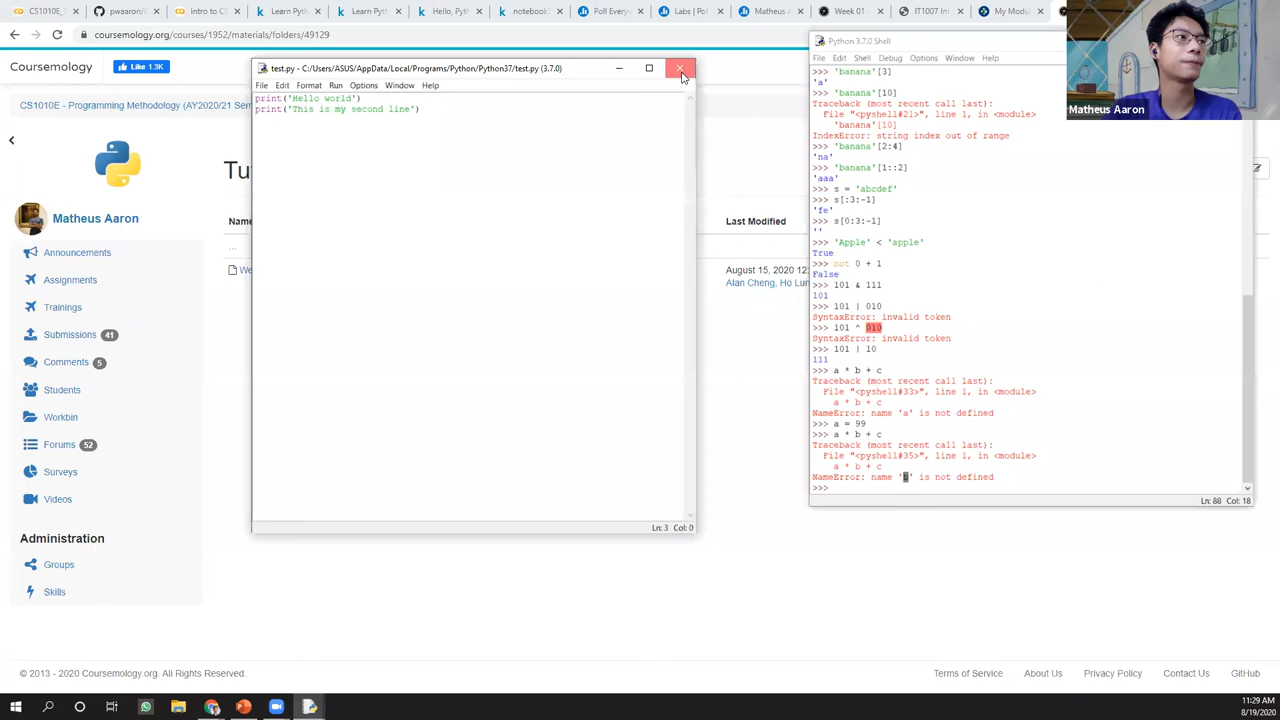 CS1010E_T
pwaaron/C
Intro to CS
Learn Pyth
Learn Pyth
Hello, Pyth
notebook
Poll Everyw
Labs | Po
Matheus A
Week 01 -
IT1007 Intr
My Modul
coursemology.org/courses/1952/materials/folders/49129
Coursemology
Like 1.3K
CS1010E - Programming Methodology (AY2020/21 Sem
Matheus Aaron
Announcements
Assignments
Trainings
Submissions 41
Comments 5
Students
Workbin
Forums 52
Surveys
Videos
Administration
Groups
Skills
Tu
Name
...
We
Last Modified
August 15, 2020 12:
Alan Cheng, Ho Lun
test.py - C:/Users/ASUS/AppData/Local/Programs/Python/Python37/test.py (3.7.0)
File Edit Format Run Options Window Help
print('Hello world')
print('This is my second line')
Ln: 3 Col: 0
Python 3.7.0 Shell
File Edit Shell Debug Options Window Help
>>> 'banana'[3]
'a'
>>> 'banana'[10]
Traceback (most recent call last):
File "<pyshell#21>", line 1, in <module>
'banana'[10]
IndexError: string index out of range
>>> 'banana'[2:4]
'na'
>>> 'banana'[1::2]
'aaa'
>>> s = 'abcdef'
>>> s[:3:-1]
'fe'
>>> s[0:3:-1]
''
>>> 'Apple' < 'apple'
True
>>> not 0 + 1
False
>>> 101 & 111
101
>>> 101 | 010
SyntaxError: invalid token
>>> 101 ^ 010
SyntaxError: invalid token
>>> 101 | 10
111
>>> a * b + c
Traceback (most recent call last):
File "<pyshell#33>", line 1, in <module>
a * b + c
NameError: name 'a' is not defined
>>> a = 99
>>> a * b + c
Traceback (most recent call last):
File "<pyshell#35>", line 1, in <module>
a * b + c
NameError: name 'b' is not defined
>>>
Ln: 88 Col: 18
Matheus Aaron
© 2013 - 2020 Coursemology.org. All Rights Reserved.
Terms of Service
About Us
Privacy Policy
Contact Us
GitHub
11:29 AM
8/19/2020